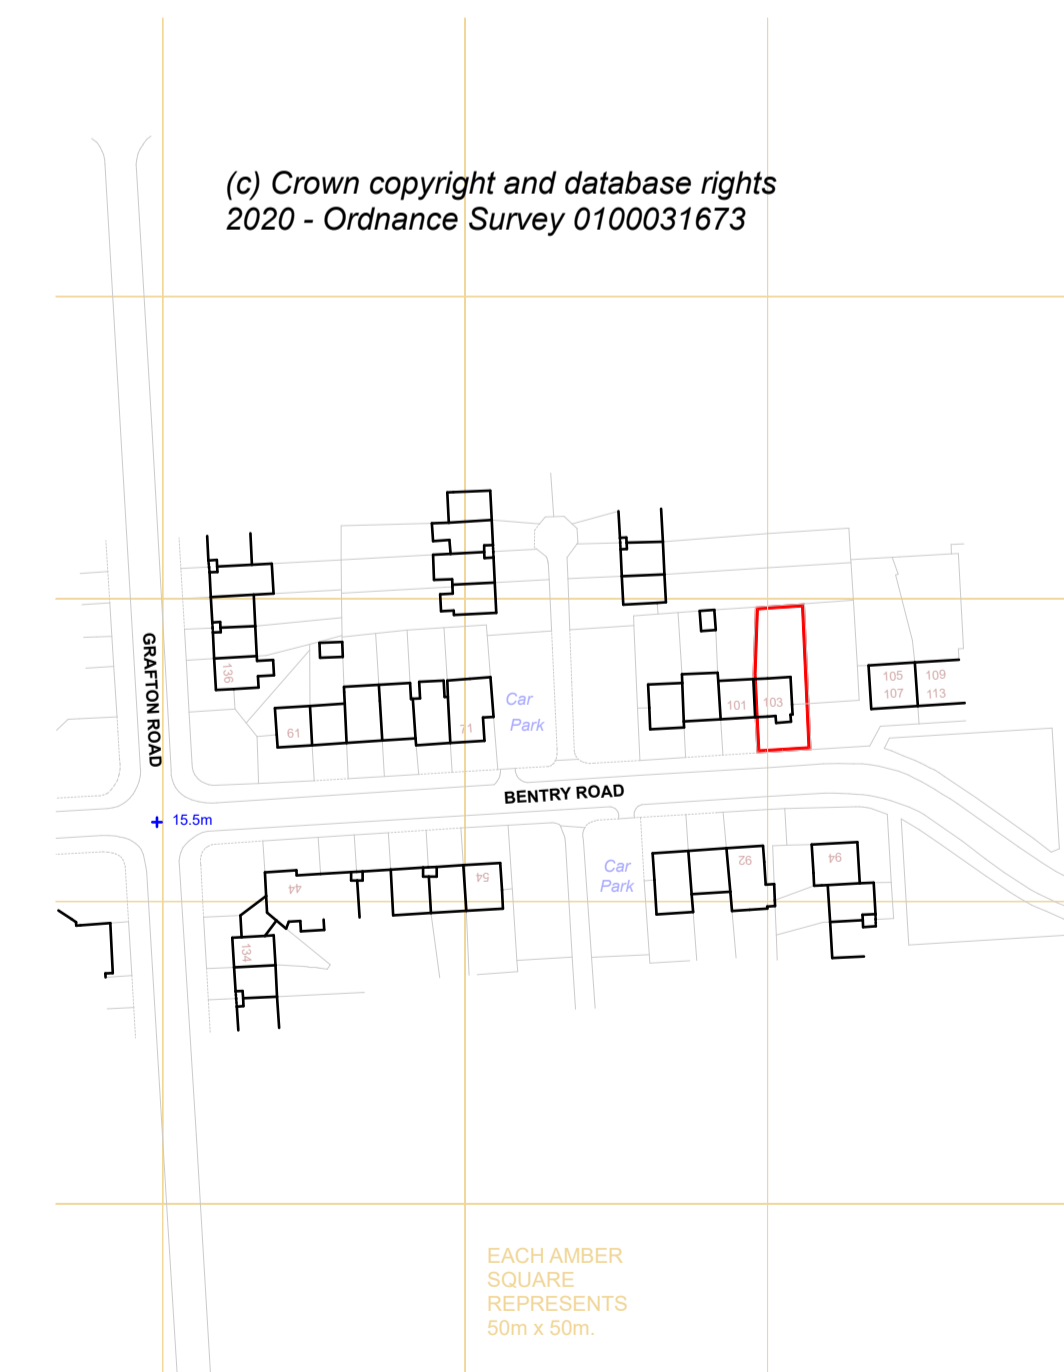 (c) Crown copyright and database rights
2020 - Ordnance Survey 0100031673
GRAFTON ROAD
136
61
71
Car
Park
101
103
105
107
109
113
BENTRY ROAD
15.5m
44
54
Car
Park
92
94
134
EACH AMBER
SQUARE
REPRESENTS
50m x 50m.